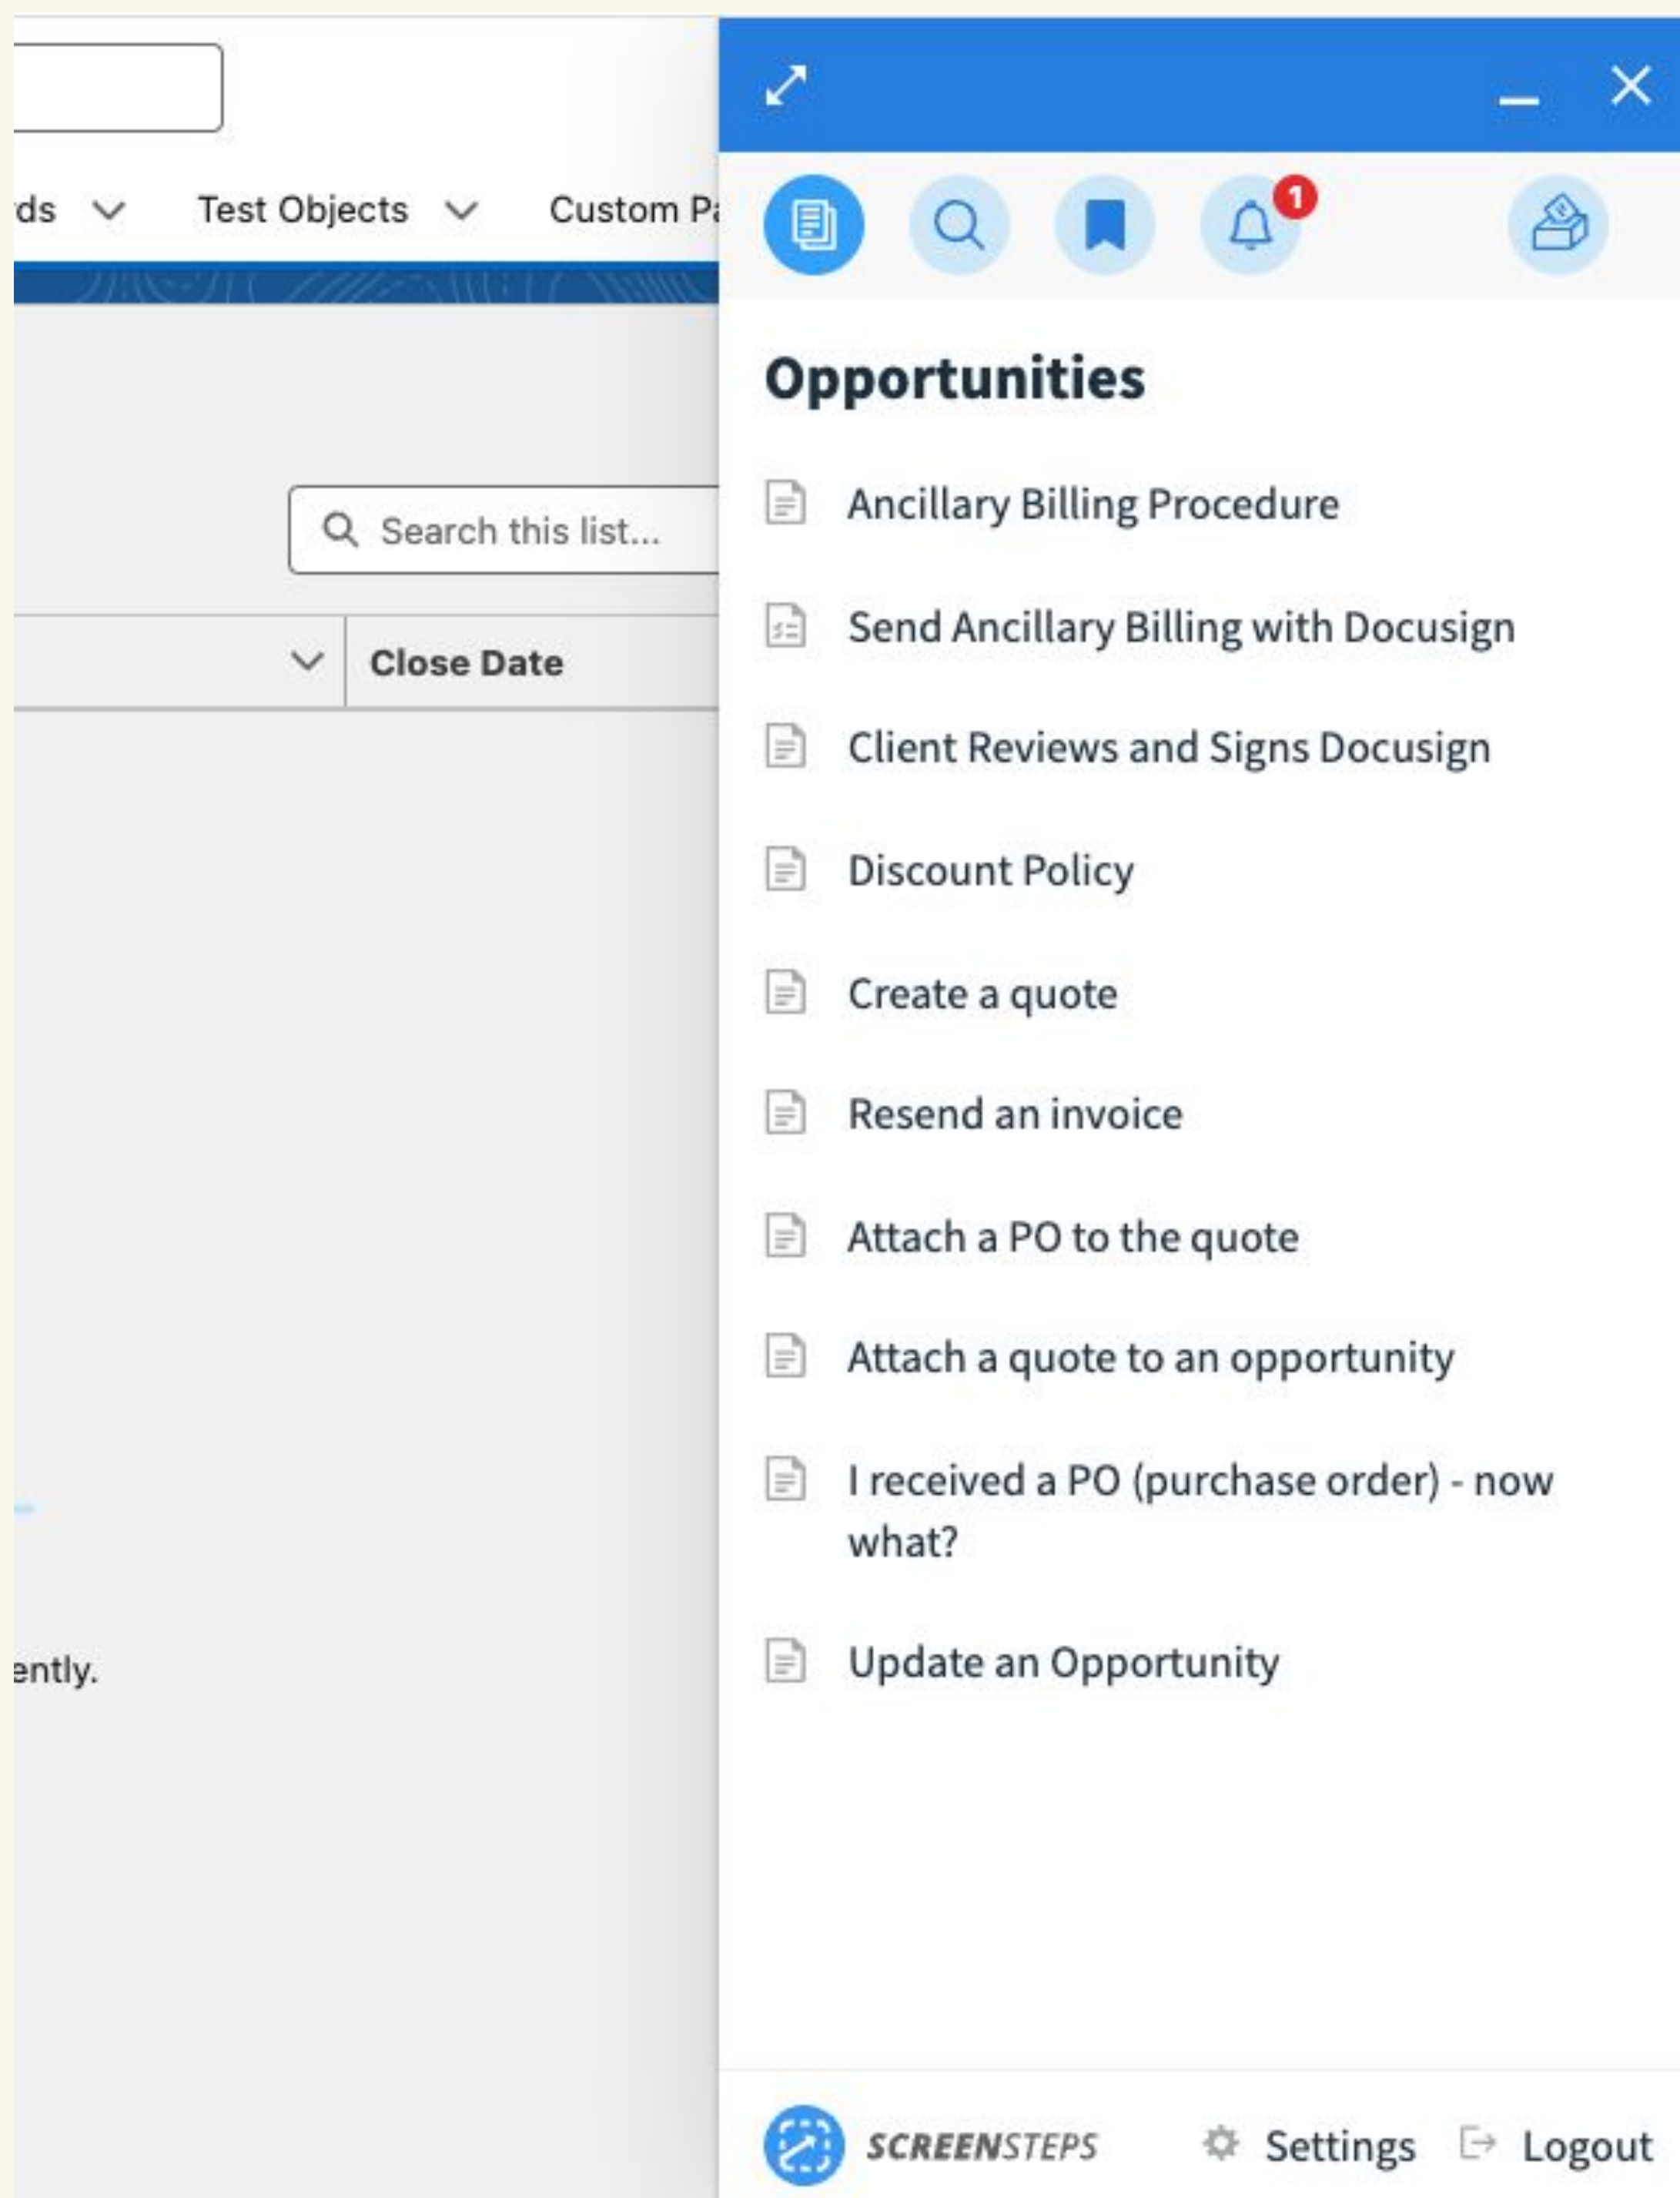 ds
Test Objects
Custom Pa
Search this list...
Close Date
ently.
1
Opportunities
Ancillary Billing Procedure
Send Ancillary Billing with Docusign
Client Reviews and Signs Docusign
Discount Policy
Create a quote
Resend an invoice
Attach a PO to the quote
Attach a quote to an opportunity
I received a PO (purchase order) - now
what?
Update an Opportunity
SCREENSTEPS
Settings
Logout